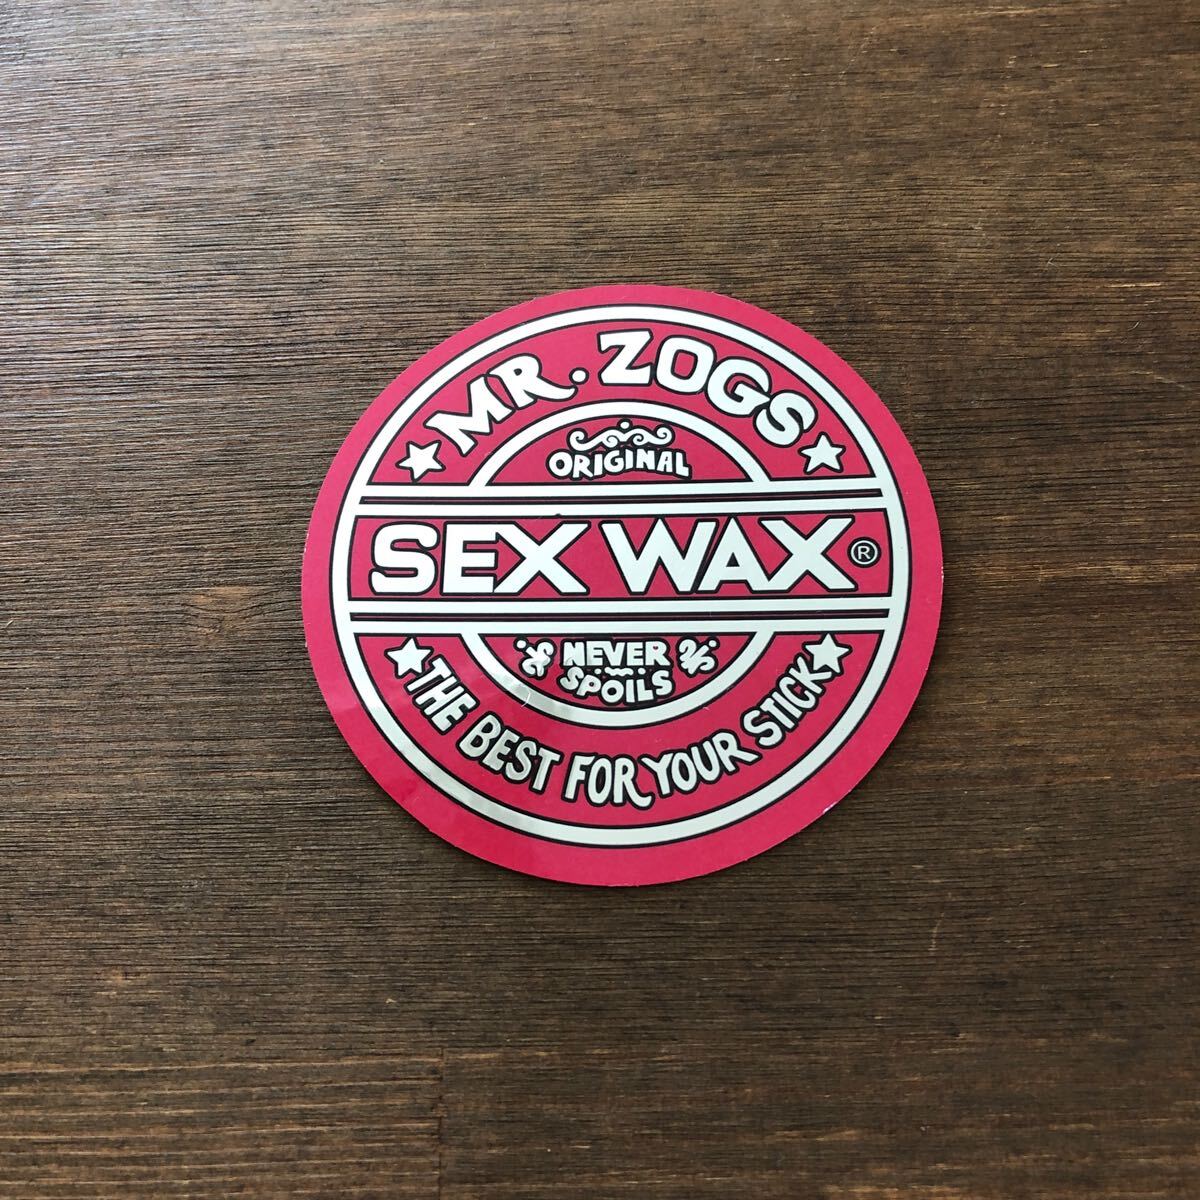 MR. ZOGS
ORIGINAL
SEX WAX®
NEVER
SPOILS
THE BEST FOR YOUR STICK